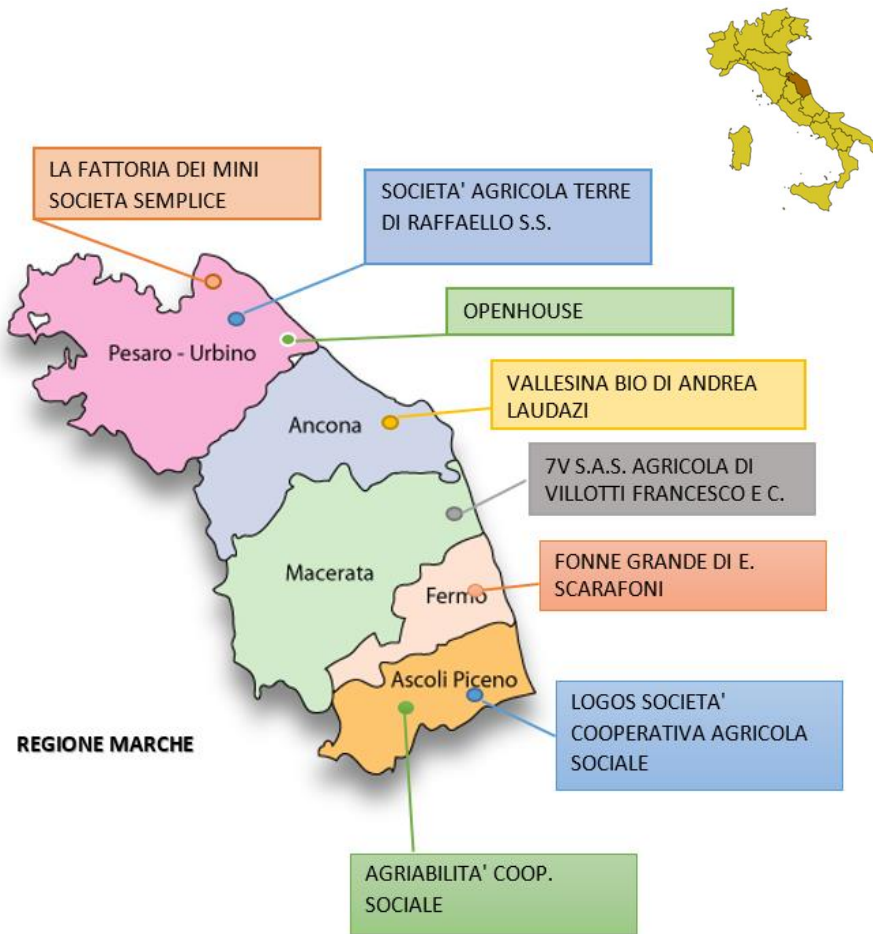 LA FATTORIA DEI MINI
SOCIETA SEMPLICE
SOCIETA' AGRICOLA TERRE
DI RAFFAELLO S.S.
OPENHOUSE
Pesaro - Urbino
VALLESINA BIO DI ANDREA
LAUDAZI
Ancona
7V S.A.S. AGRICOLA DI
VILLOTTI FRANCESCO E C.
Macerata
FONNE GRANDE DI E.
SCARAFONI
Fermo
Ascoli Piceno
LOGOS SOCIETA'
COOPERATIVA AGRICOLA
SOCIALE
REGIONE MARCHE
AGRIABILITA' COOP.
SOCIALE